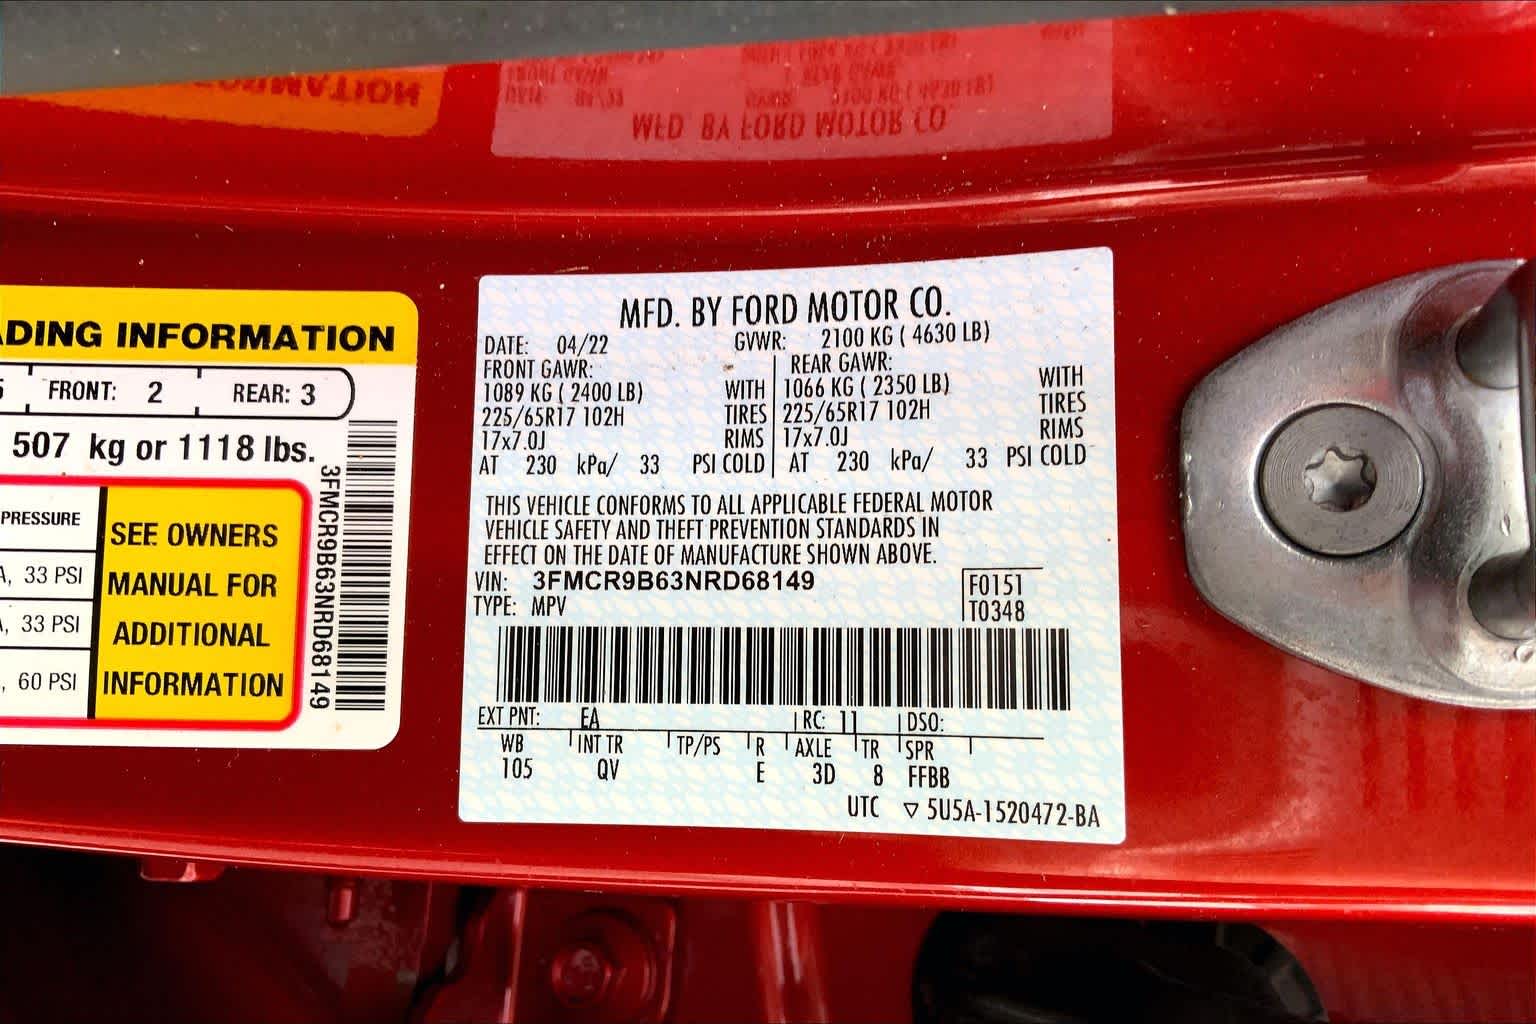 MFD. BY FORD MOTOR CO.
DATE: 04/22 GVWR: 2100 KG ( 4630 LB)
FRONT GAWR: REAR GAWR:
1089 KG ( 2400 LB) WITH 1066 KG ( 2350 LB) WITH
225/65R17 102H TIRES 225/65R17 102H TIRES
17x7.0J RIMS 17x7.0J RIMS
AT 230 kPa/ 33 PSI COLD AT 230 kPa/ 33 PSI COLD
THIS VEHICLE CONFORMS TO ALL APPLICABLE FEDERAL MOTOR
VEHICLE SAFETY AND THEFT PREVENTION STANDARDS IN
EFFECT ON THE DATE OF MANUFACTURE SHOWN ABOVE.
VIN: 3FMCR9B63NRD68149 F0151
TYPE: MPV T0348
EXT PNT: EA RC: 11 DSO:
WB INT TR TP/PS R AXLE TR SPR
105 QV E 3D 8 FFBB
UTC ▽ 5U5A-1520472-BA
ADING INFORMATION
FRONT: 2 REAR: 3
507 kg or 1118 lbs.
3FMCR9B63NRD68149
PRESSURE
A, 33 PSI
, 33 PSI
, 60 PSI
SEE OWNERS
MANUAL FOR
ADDITIONAL
INFORMATION